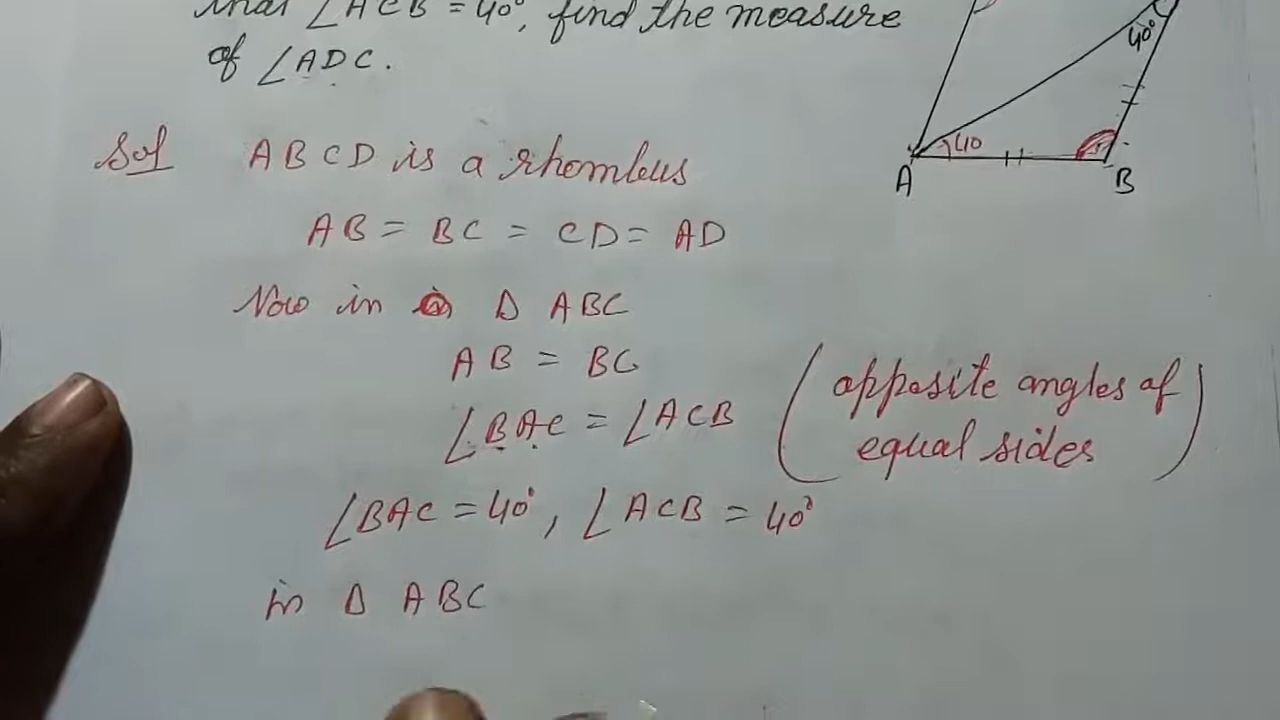 that ∠ACB = 40°, find the measure
of ∠ADC.
40°
40
A
B
Sol ABCD is a rhombus
AB = BC = CD = AD
Now in Δ ABC
AB = BC
∠BAC = ∠ACB (opposite angles of
equal sides)
∠BAC = 40°, ∠ACB = 40°
in Δ ABC